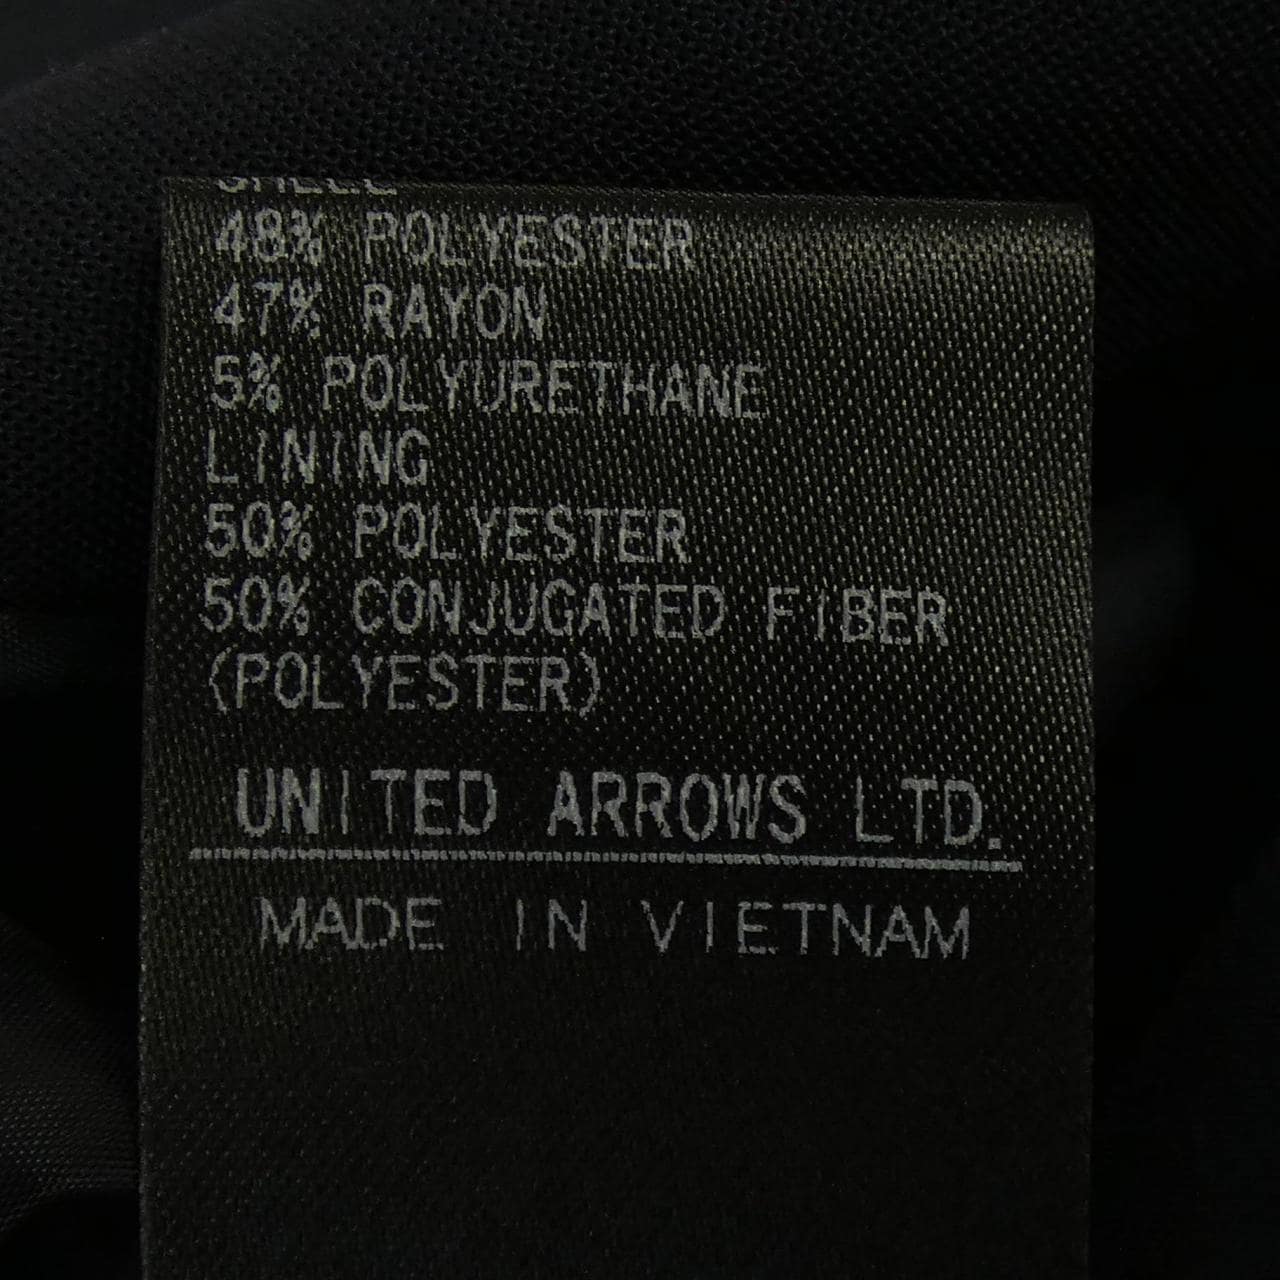 SHELL
48% POLYESTER
47% RAYON
5% POLYURETHANE
LINING
50% POLYESTER
50% CONJUGATED FIBER
(POLYESTER)
UNITED ARROWS LTD.
MADE IN VIETNAM